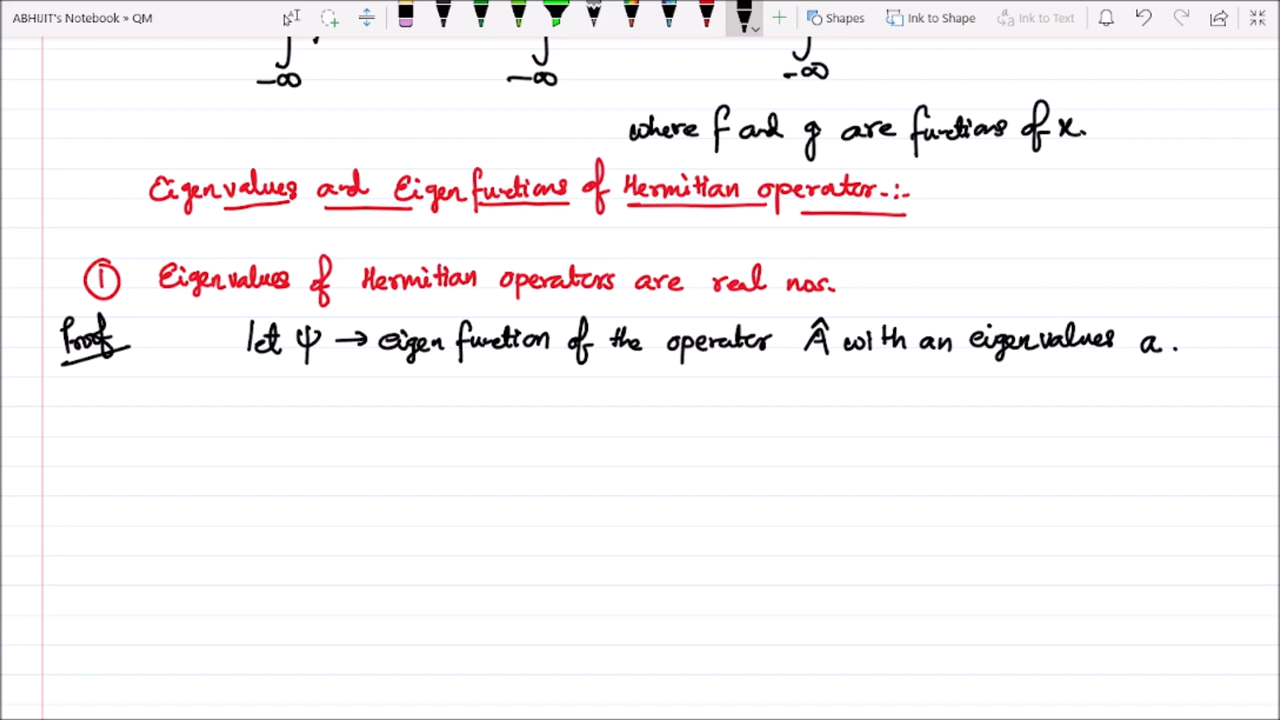 ABHIJIT's Notebook » QM
Shapes
Ink to Shape
Ink to Text
-∞ -∞ -∞
where f and g are functions of x.
Eigenvalues and Eigen functions of Hermitian operator-:-
① Eigenvalues of Hermitian operators are real nos.
Proof let ψ → eigen function of the operator Â with an eigenvalues a.